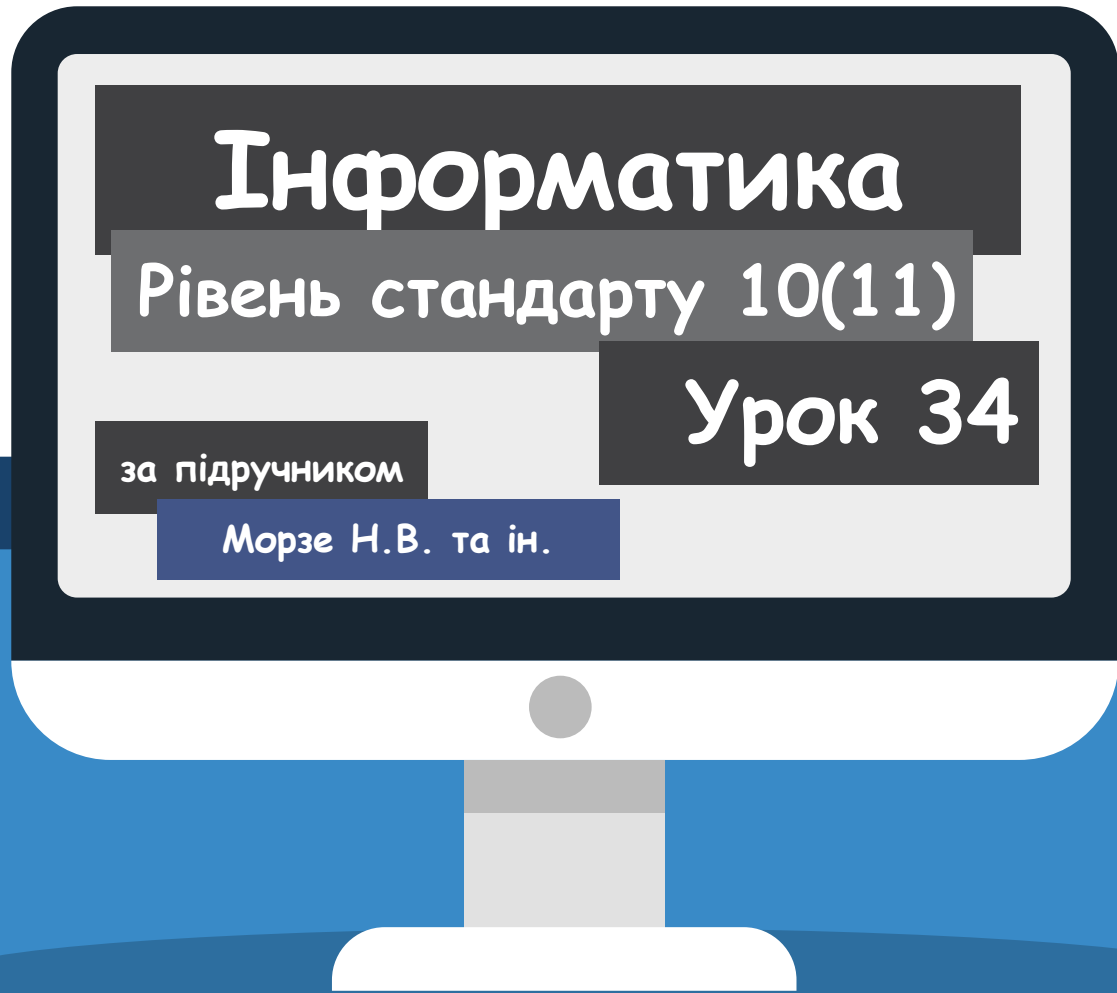 Інформатика
Рівень стандарту 10(11)
Урок 34
за підручником
Морзе Н.В. та ін.